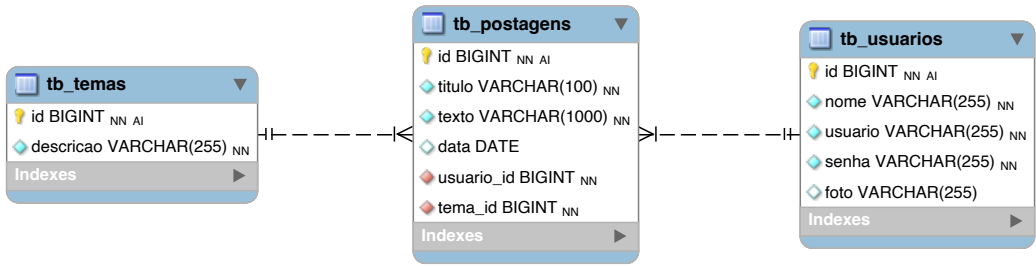 tb_temas
id BIGINT NN AI
descricao VARCHAR(255) NN
Indexes
tb_postagens
id BIGINT NN AI
titulo VARCHAR(100) NN
texto VARCHAR(1000) NN
data DATE
usuario_id BIGINT NN
tema_id BIGINT NN
Indexes
tb_usuarios
id BIGINT NN AI
nome VARCHAR(255) NN
usuario VARCHAR(255) NN
senha VARCHAR(255) NN
foto VARCHAR(255)
Indexes